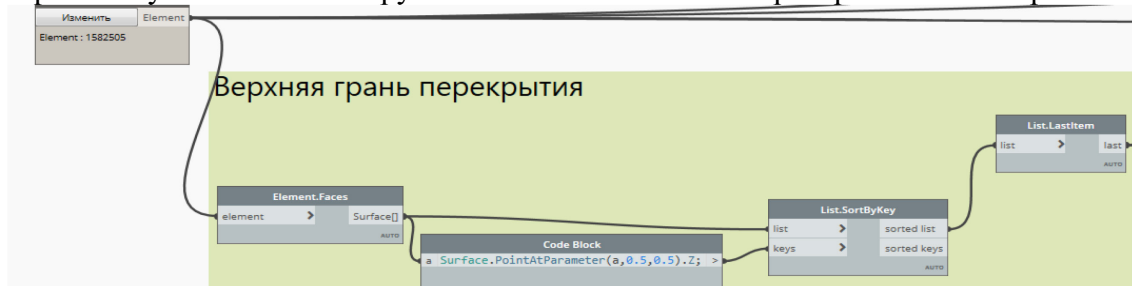 Изменить Element
Element : 1582505
Верхняя грань перекрытия
List.LastItem
list > last
AUTO
Element.Faces
element > Surface[]
AUTO
List.SortByKey
list > sorted list
keys > sorted keys
AUTO
Code Block
a Surface.PointAtParameter(a,0.5,0.5).Z; >